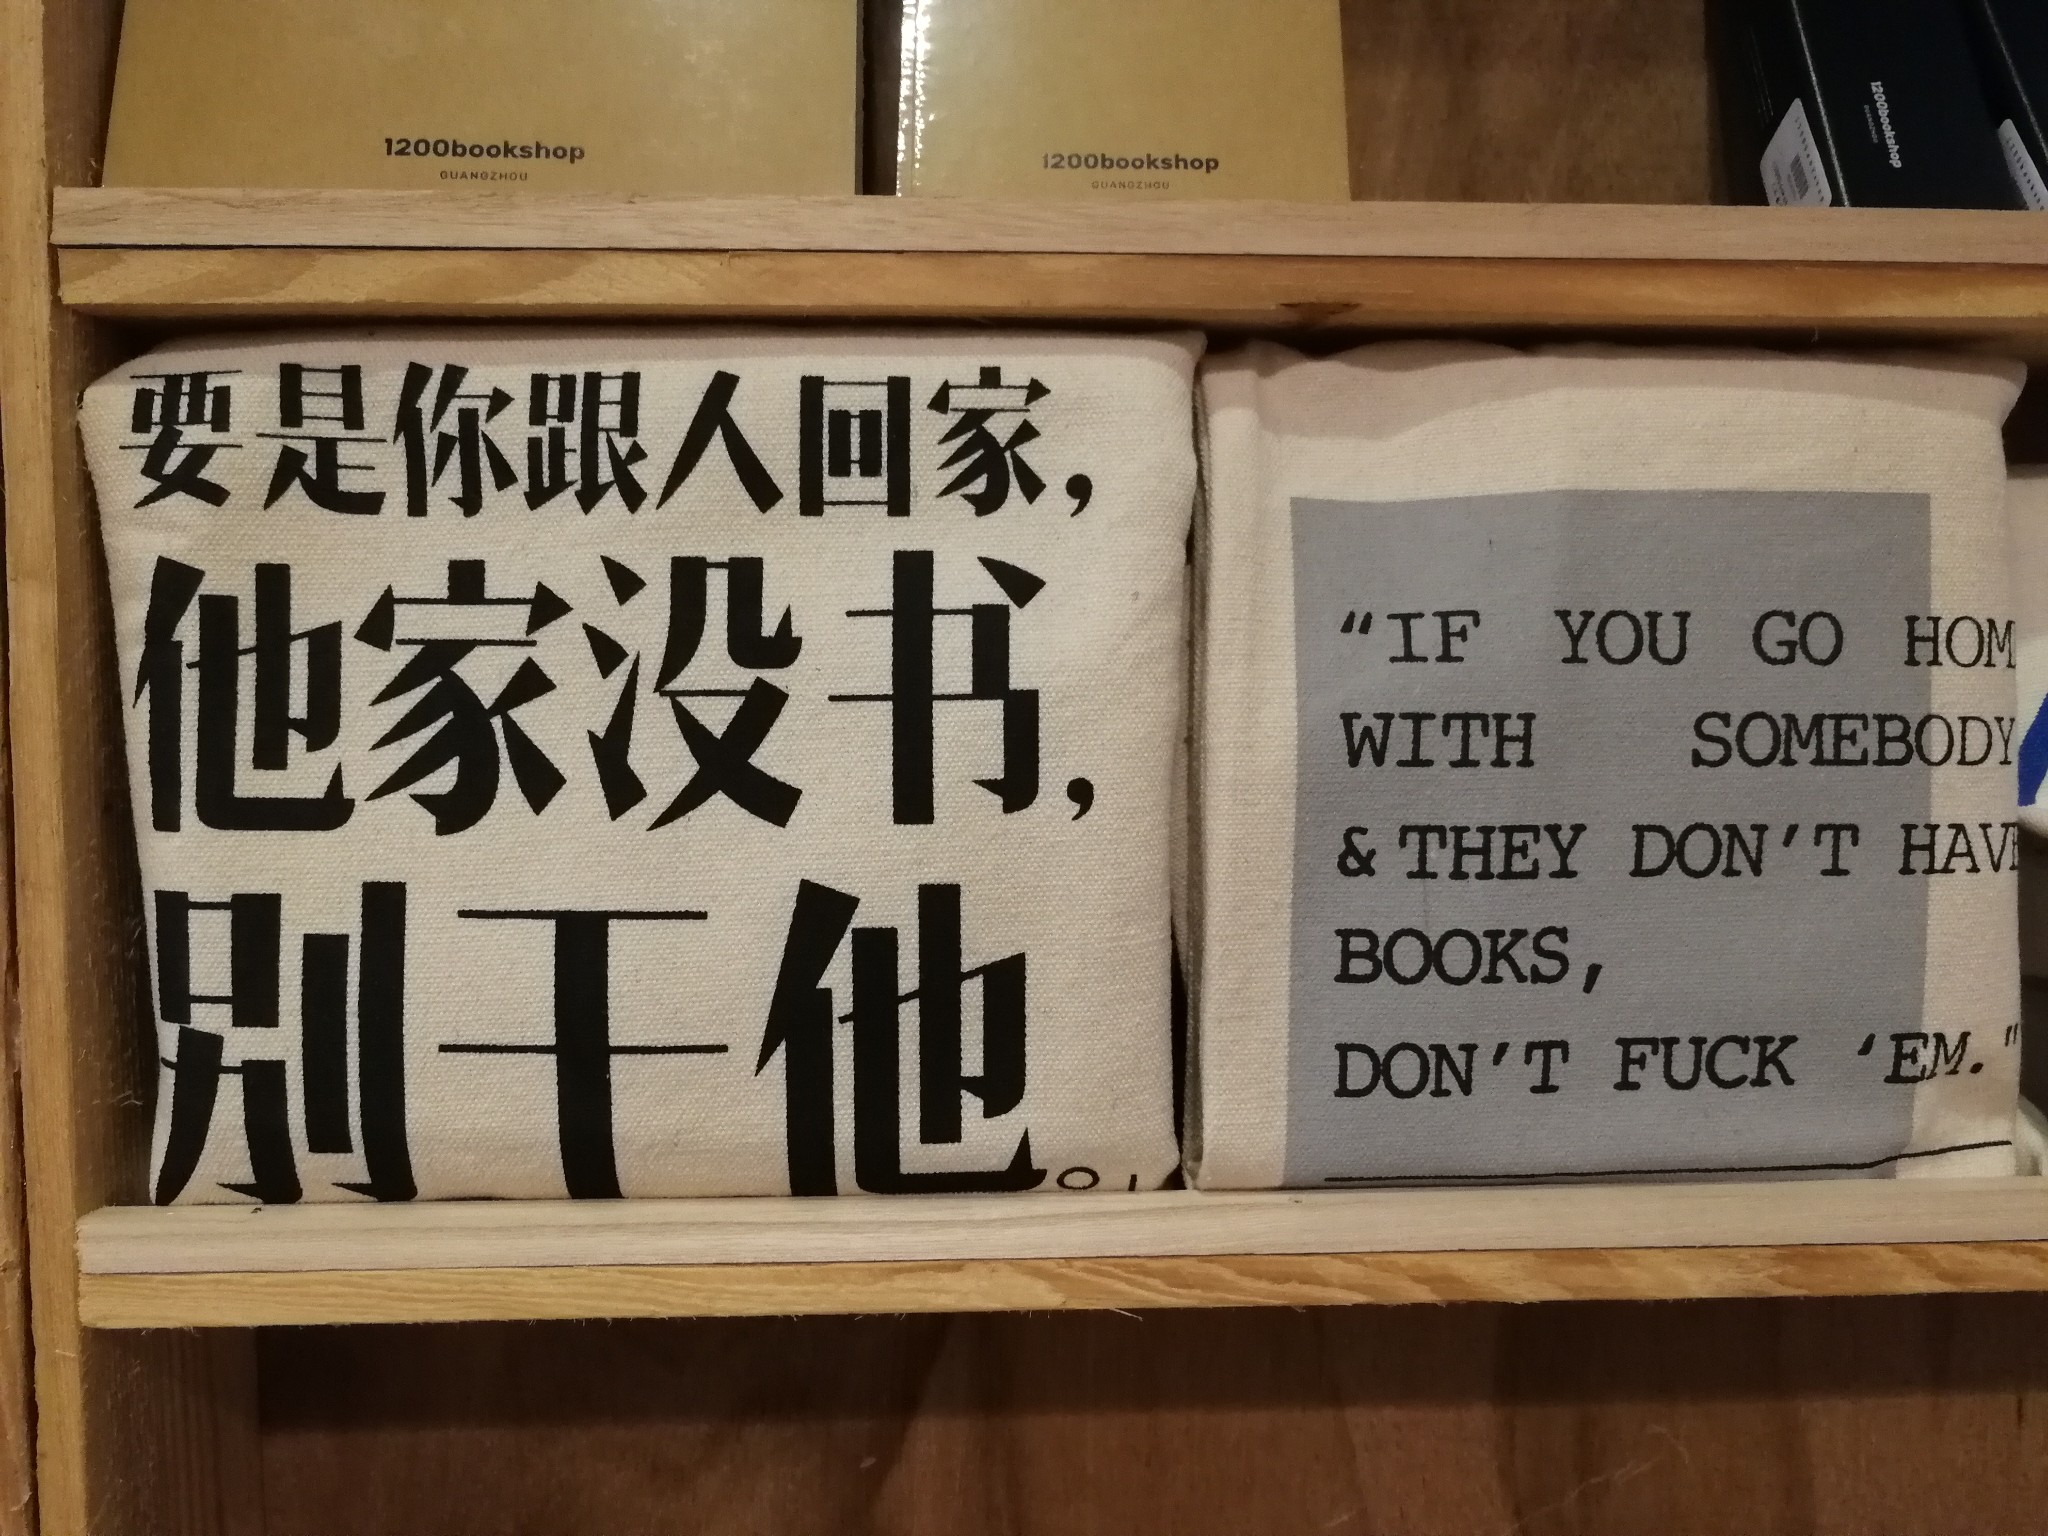 1200bookshop
GUANGZHOU
1200bookshop
GUANGZHOU
1200bookshop
要是你跟人回家，
他家没书，
别干他。
“IF YOU GO HOM
WITH SOMEBODY
& THEY DON’T HAVE
BOOKS,
DON’T FUCK ‘EM."